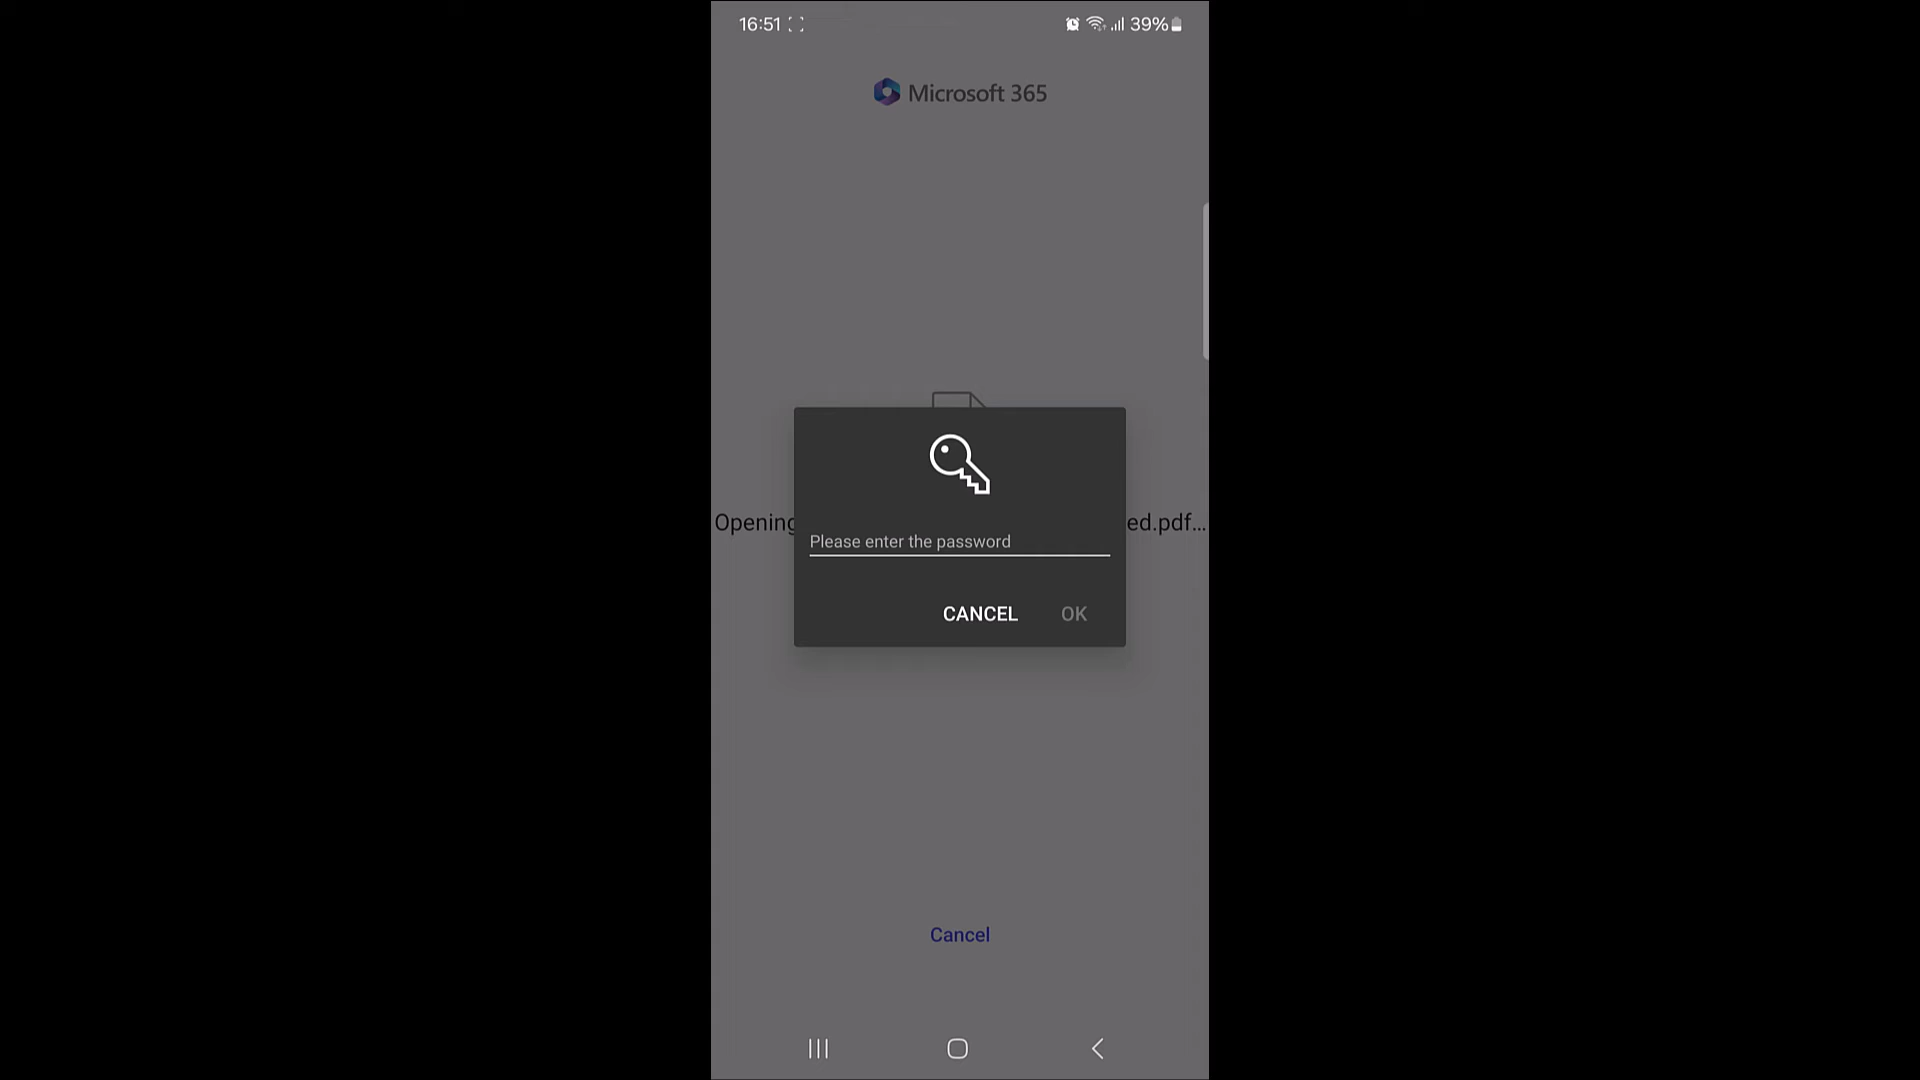 16:51
39%
Microsoft 365
Opening
ed.pdf...
Please enter the password
CANCEL OK
Cancel